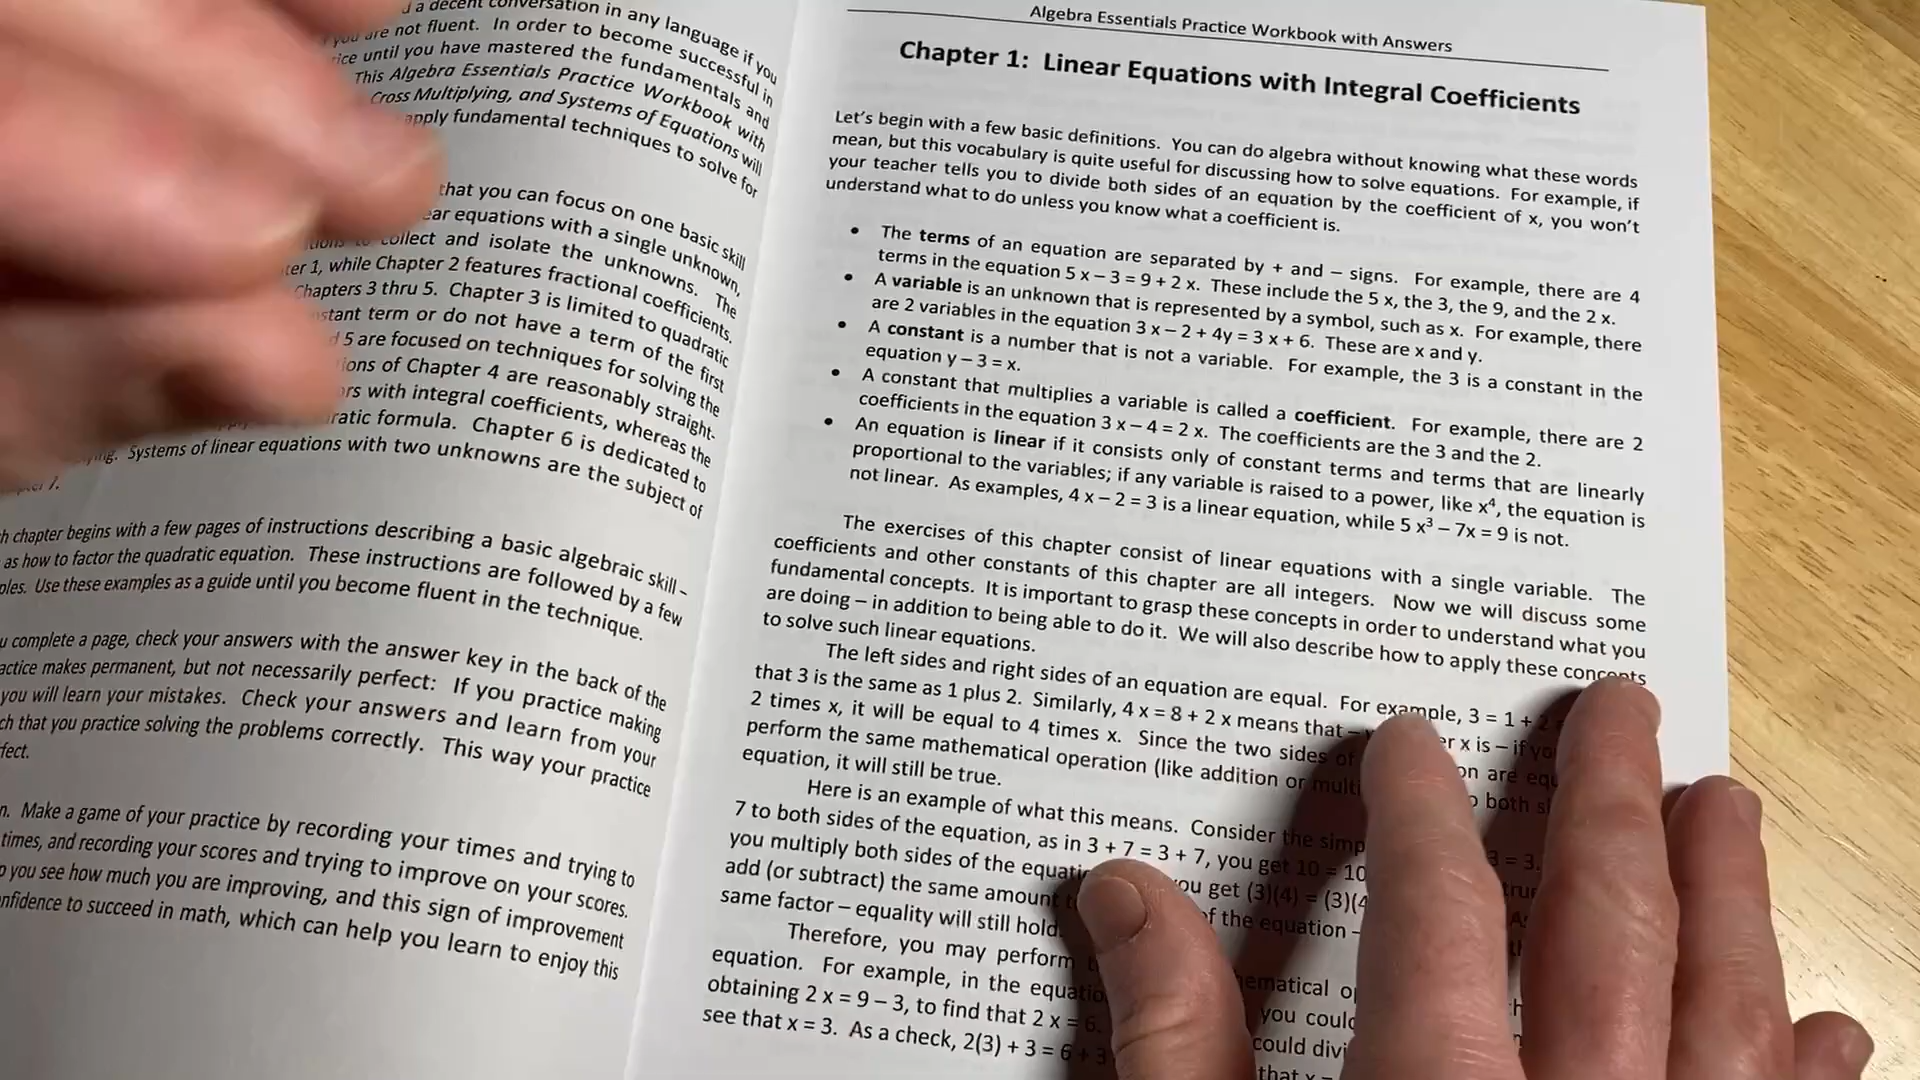 a decent conversation in any language if you
you are not fluent. In order to become successful in
until you have mastered the fundamentals and
This Algebra Essentials Practice Workbook with
Cross Multiplying, and Systems of Equations will
apply fundamental techniques to solve for
that you can focus on one basic skill
equations with a single unknown,
to collect and isolate the unknowns. The
1, while Chapter 2 features fractional coefficients.
Chapters 3 thru 5. Chapter 3 is limited to quadratic
term or do not have a term of the first
5 are focused on techniques for solving the
of Chapter 4 are reasonably straight-
with integral coefficients, whereas the
formula. Chapter 6 is dedicated to
Systems of linear equations with two unknowns are the subject of
7.
chapter begins with a few pages of instructions describing a basic algebraic skill -
as how to factor the quadratic equation. These instructions are followed by a few
Use these examples as a guide until you become fluent in the technique.
complete a page, check your answers with the answer key in the back of the
makes permanent, but not necessarily perfect: If you practice making
you will learn your mistakes. Check your answers and learn from your
that you practice solving the problems correctly. This way your practice
Make a game of your practice by recording your times and trying to
times, and recording your scores and trying to improve on your scores.
you see how much you are improving, and this sign of improvement
to succeed in math, which can help you learn to enjoy this
Algebra Essentials Practice Workbook with Answers
Chapter 1: Linear Equations with Integral Coefficients
Let's begin with a few basic definitions. You can do algebra without knowing what these words
mean, but this vocabulary is quite useful for discussing how to solve equations. For example, if
your teacher tells you to divide both sides of an equation by the coefficient of x, you won't
understand what to do unless you know what a coefficient is.
• The terms of an equation are separated by + and – signs. For example, there are 4
terms in the equation 5 x – 3 = 9 + 2 x. These include the 5 x, the 3, the 9, and the 2 x.
• A variable is an unknown that is represented by a symbol, such as x. For example, there
are 2 variables in the equation 3 x – 2 + 4y = 3 x + 6. These are x and y.
• A constant is a number that is not a variable. For example, the 3 is a constant in the
equation y – 3 = x.
• A constant that multiplies a variable is called a coefficient. For example, there are 2
coefficients in the equation 3 x – 4 = 2 x. The coefficients are the 3 and the 2.
• An equation is linear if it consists only of constant terms and terms that are linearly
proportional to the variables; if any variable is raised to a power, like x⁴, the equation is
not linear. As examples, 4 x – 2 = 3 is a linear equation, while 5 x³ – 7x = 9 is not.
The exercises of this chapter consist of linear equations with a single variable. The
coefficients and other constants of this chapter are all integers. Now we will discuss some
fundamental concepts. It is important to grasp these concepts in order to understand what you
are doing – in addition to being able to do it. We will also describe how to apply these concepts
to solve such linear equations.
The left sides and right sides of an equation are equal. For example, 3 = 1 + 2
that 3 is the same as 1 plus 2. Similarly, 4 x = 8 + 2 x means that – x is – if you
2 times x, it will be equal to 4 times x. Since the two sides of are
perform the same mathematical operation (like addition or both
equation, it will still be true.
Here is an example of what this means. Consider the 3 = 3.
7 to both sides of the equation, as in 3 + 7 = 3 + 7, you get 10 = 10
you multiply both sides of the you get (3)(4) = (3)(4
add (or subtract) the same amount of the equation –
same factor – equality will still hold.
Therefore, you may perform
equation. For example, in the you
obtaining 2 x = 9 – 3, to find that 2 x = 6. could
see that x = 3. As a check, 2(3) + 3 = 6 + 3 that